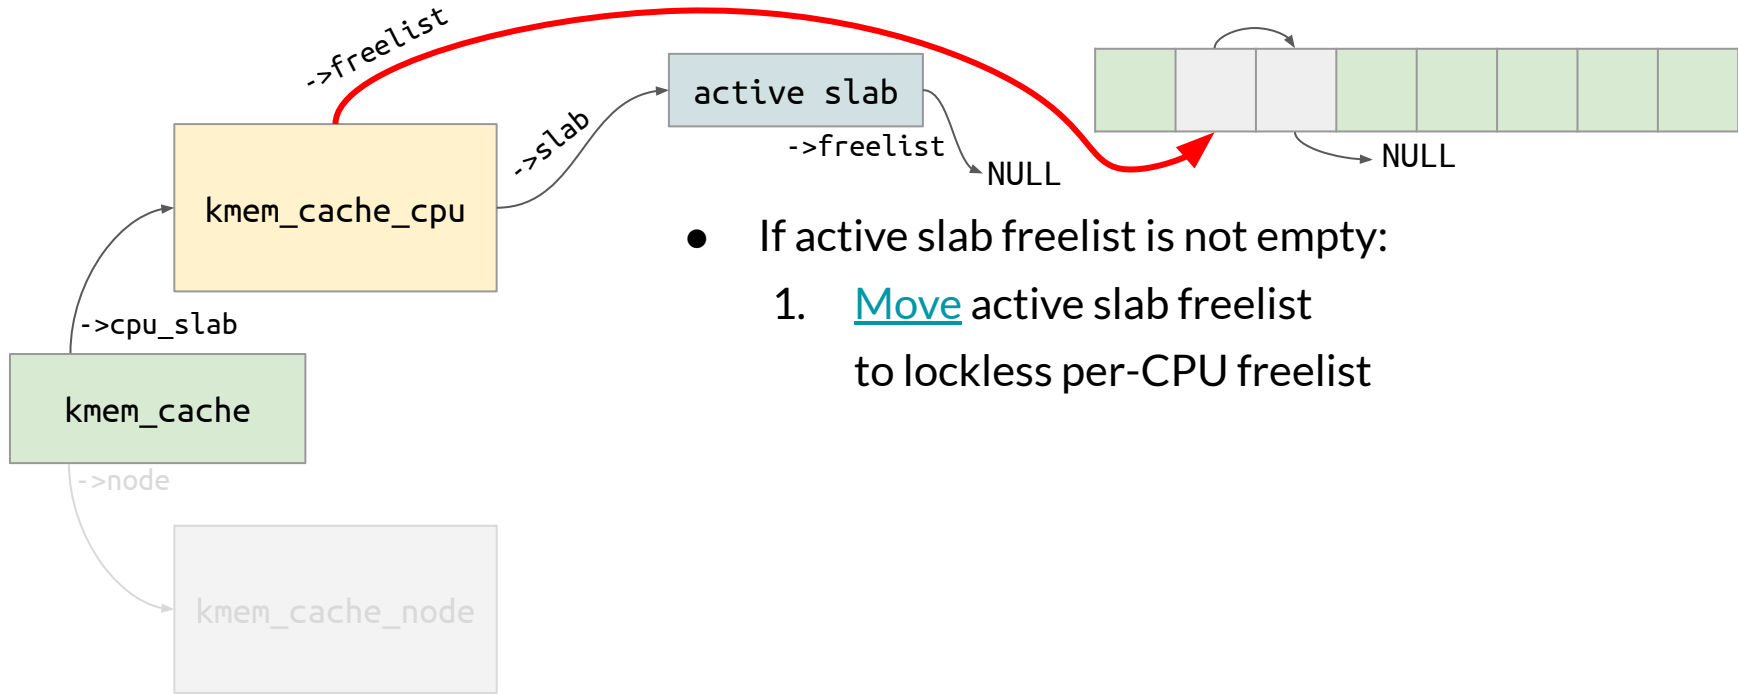 ->freelist
active slab
->slab
->freelist
NULL
NULL
kmem_cache_cpu
● If active slab freelist is not empty:
1. Move active slab freelist
to lockless per-CPU freelist
->cpu_slab
kmem_cache
->node
kmem_cache_node